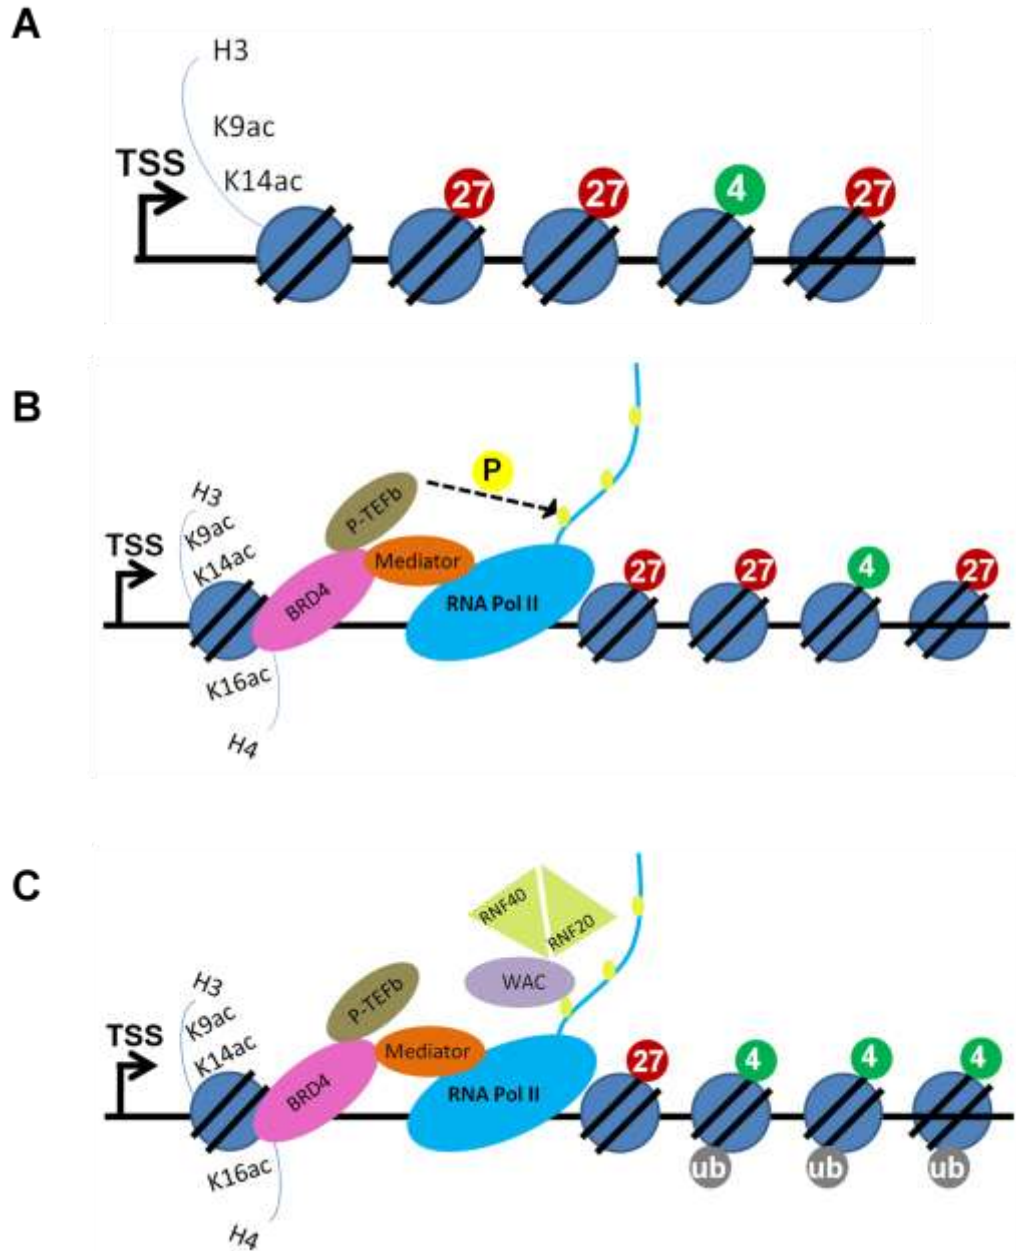 A
H3
K9ac
K14ac
TSS
27
27
4
27
B
P
H3
K9ac
K14ac
TSS
P-TEFb
Mediator
BRD4
RNA Pol II
27
27
4
27
K16ac
H4
C
RNF40
RNF20
WAC
H3
K9ac
K14ac
TSS
P-TEFb
Mediator
BRD4
RNA Pol II
27
4
4
4
ub
ub
ub
K16ac
H4